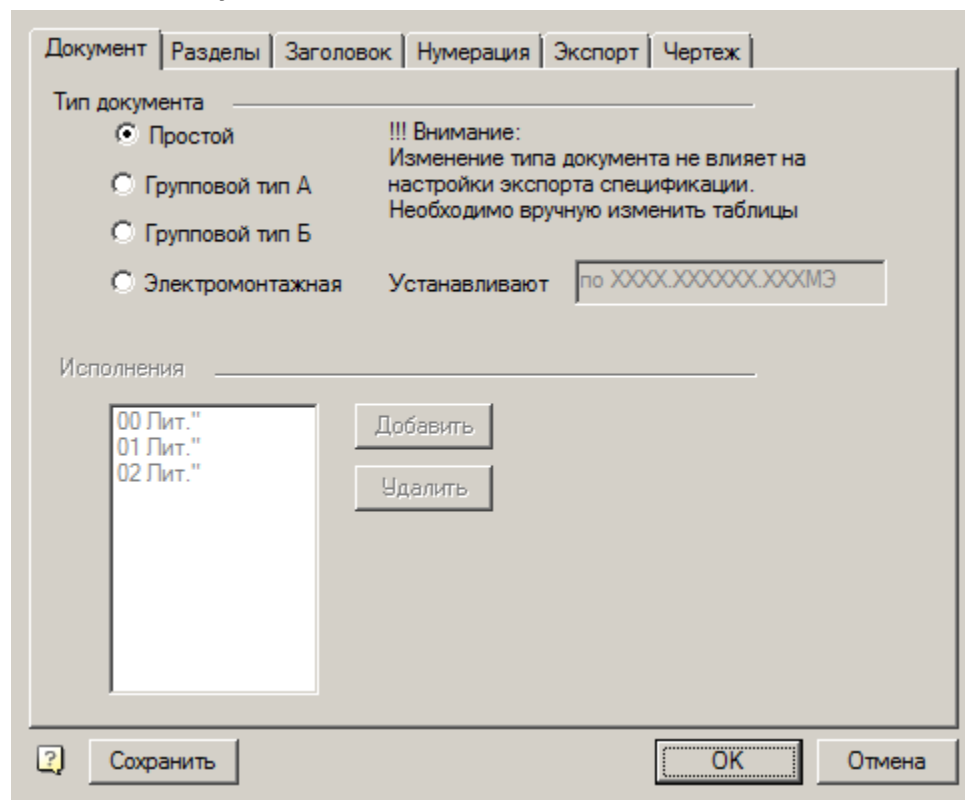 Документ Разделы Заголовок Нумерация Экспорт Чертеж
Тип документа
Простой
!!! Внимание:
Изменение типа документа не влияет на
настройки экспорта спецификации.
Необходимо вручную изменить таблицы
Групповой тип А
Групповой тип Б
Электромонтажная
Устанавливают по XXXX.XXXXXX.XXXМЭ
Исполнения
00 Лит.''
01 Лит.''
02 Лит.''
Добавить
Удалить
Сохранить ОК Отмена